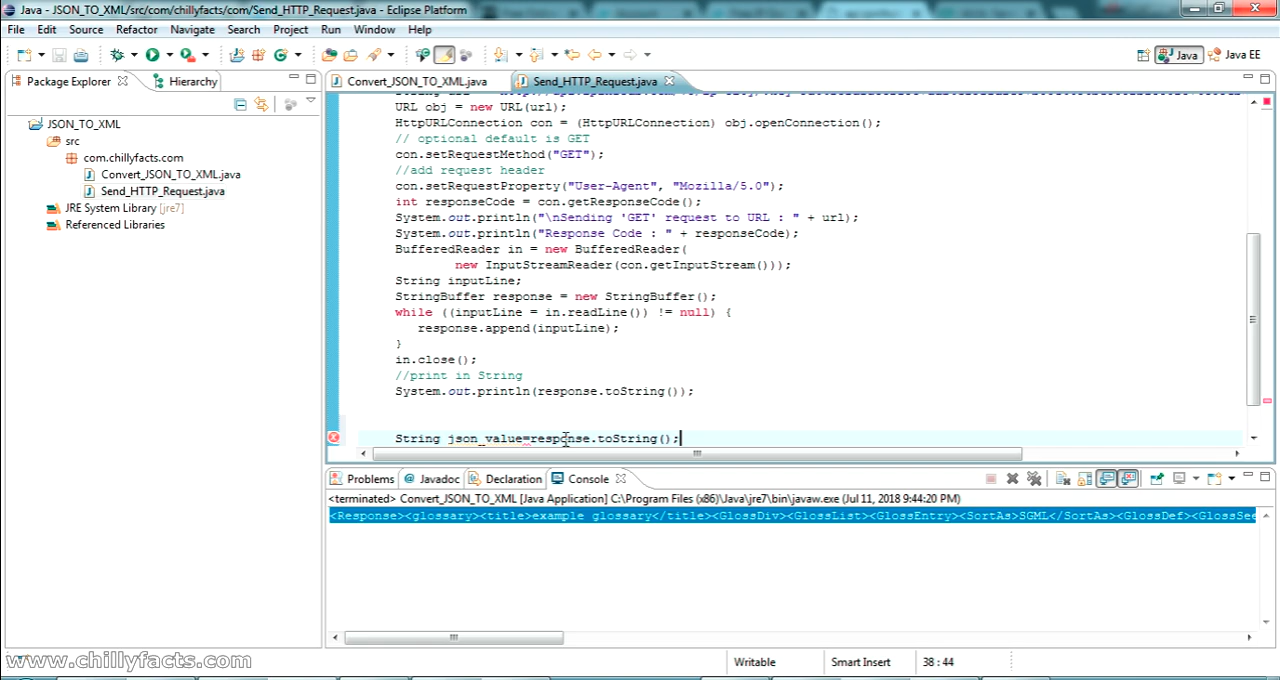 Java - JSON_TO_XML/src/com/chillyfacts/com/Send_HTTP_Request.java - Eclipse Platform
File Edit Source Refactor Navigate Search Project Run Window Help
Java Java EE
Package Explorer Hierarchy
Convert_JSON_TO_XML.java Send_HTTP_Request.java
JSON_TO_XML
src
com.chillyfacts.com
Convert_JSON_TO_XML.java
Send_HTTP_Request.java
JRE System Library [jre7]
Referenced Libraries
URL obj = new URL(url);
HttpURLConnection con = (HttpURLConnection) obj.openConnection();
// optional default is GET
con.setRequestMethod("GET");
//add request header
con.setRequestProperty("User-Agent", "Mozilla/5.0");
int responseCode = con.getResponseCode();
System.out.println("\nSending 'GET' request to URL : " + url);
System.out.println("Response Code : " + responseCode);
BufferedReader in = new BufferedReader(
new InputStreamReader(con.getInputStream()));
String inputLine;
StringBuffer response = new StringBuffer();
while ((inputLine = in.readLine()) != null) {
response.append(inputLine);
}
in.close();
//print in String
System.out.println(response.toString());
String json_value=response.toString();
Problems @ Javadoc Declaration Console
<terminated> Convert_JSON_TO_XML [Java Application] C:\Program Files (x86)\Java\jre7\bin\javaw.exe (Jul 11, 2018 9:44:20 PM)
<Response><glossary><title>example glossary</title><GlossDiv><GlossList><GlossEntry><SortAs>SGML</SortAs><GlossDef><GlossSee
www.chillyfacts.com
Writable Smart Insert 38 : 44